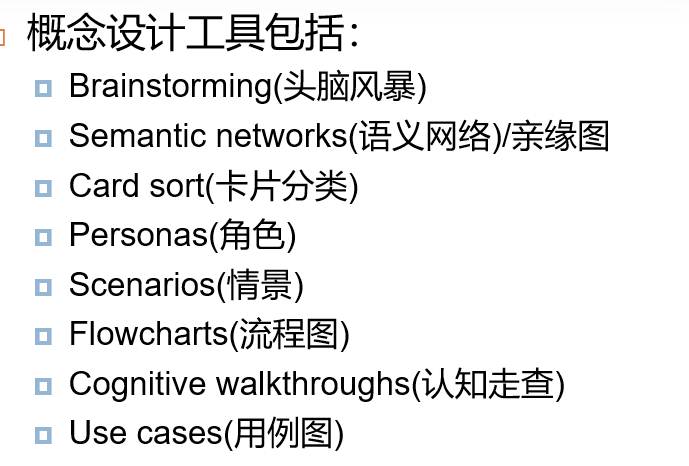 概念设计工具包括：
Brainstorming(头脑风暴)
Semantic networks(语义网络)/亲缘图
Card sort(卡片分类)
Personas(角色)
Scenarios(情景)
Flowcharts(流程图)
Cognitive walkthroughs(认知走查)
Use cases(用例图)